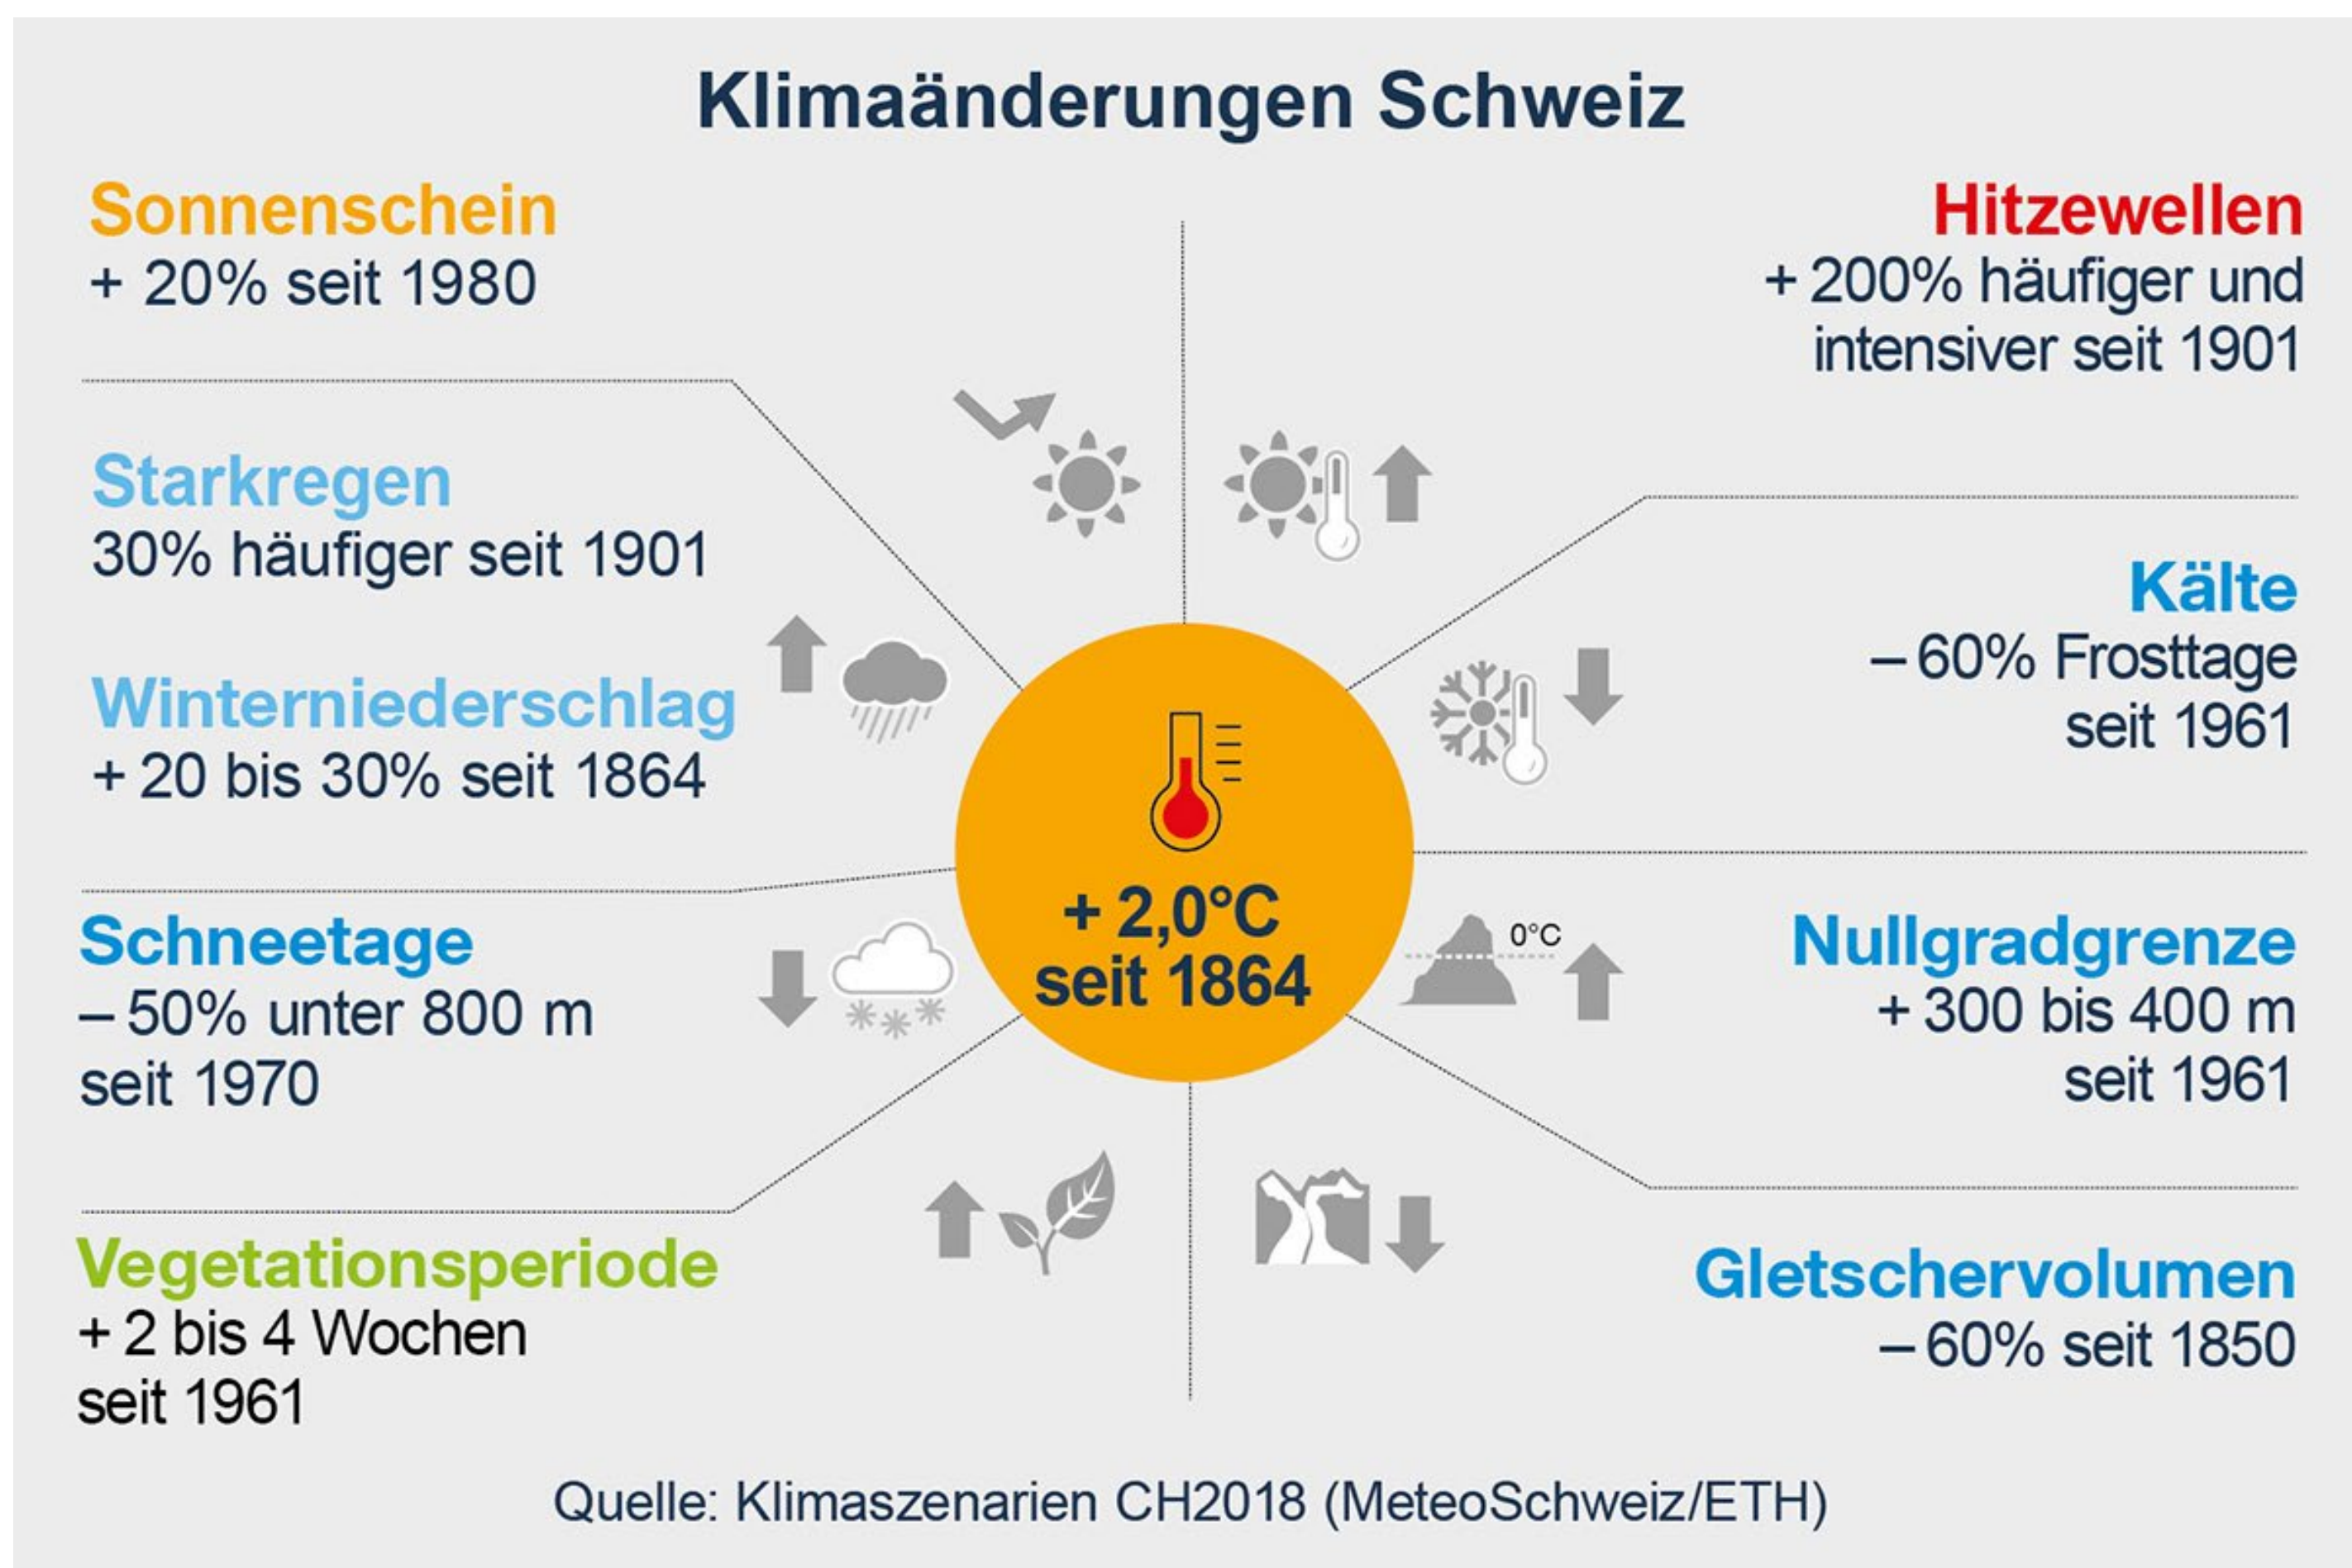 Klimaänderungen Schweiz
Sonnenschein
+ 20% seit 1980
Hitzewellen
+ 200% häufiger und
intensiver seit 1901
Starkregen
30% häufiger seit 1901
Winterniederschlag
+ 20 bis 30% seit 1864
Kälte
– 60% Frosttage
seit 1961
+ 2,0°C
seit 1864
Schneetage
– 50% unter 800 m
seit 1970
0°C
Nullgradgrenze
+ 300 bis 400 m
seit 1961
Vegetationsperiode
+ 2 bis 4 Wochen
seit 1961
Gletschervolumen
– 60% seit 1850
Quelle: Klimaszenarien CH2018 (MeteoSchweiz/ETH)